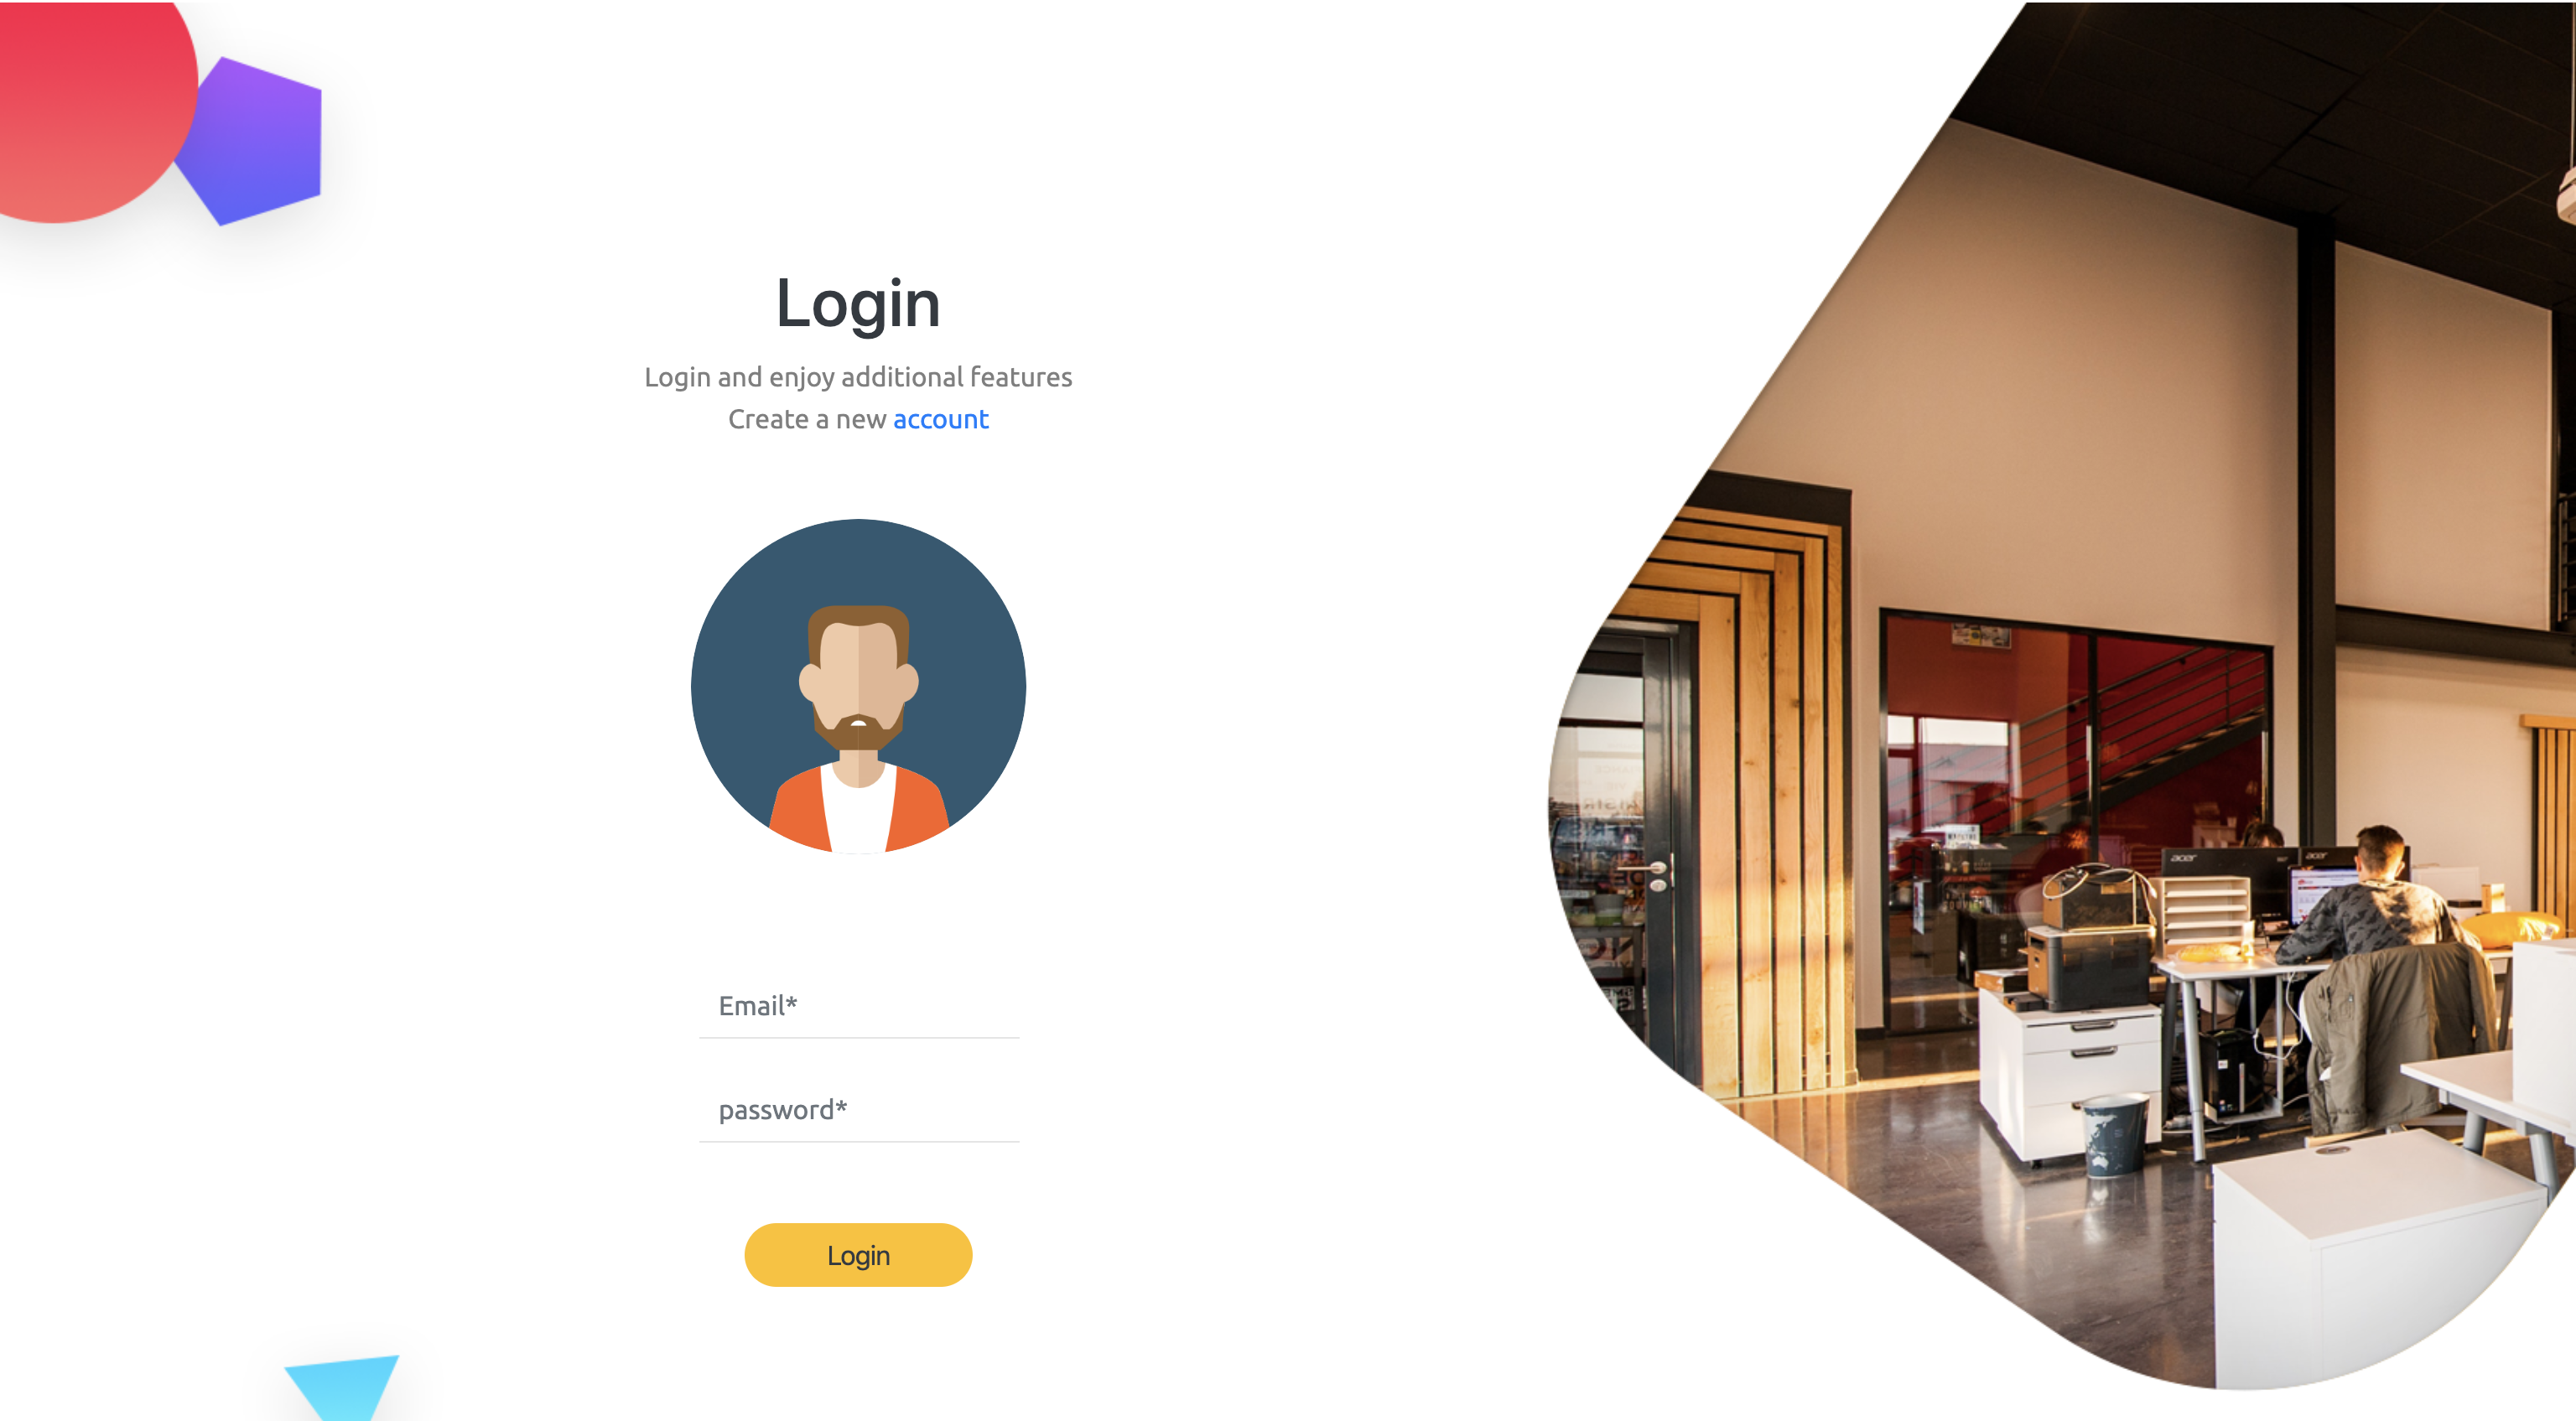 Login
Login and enjoy additional features
Create a new account
Email*
password*
Login
acer
acer